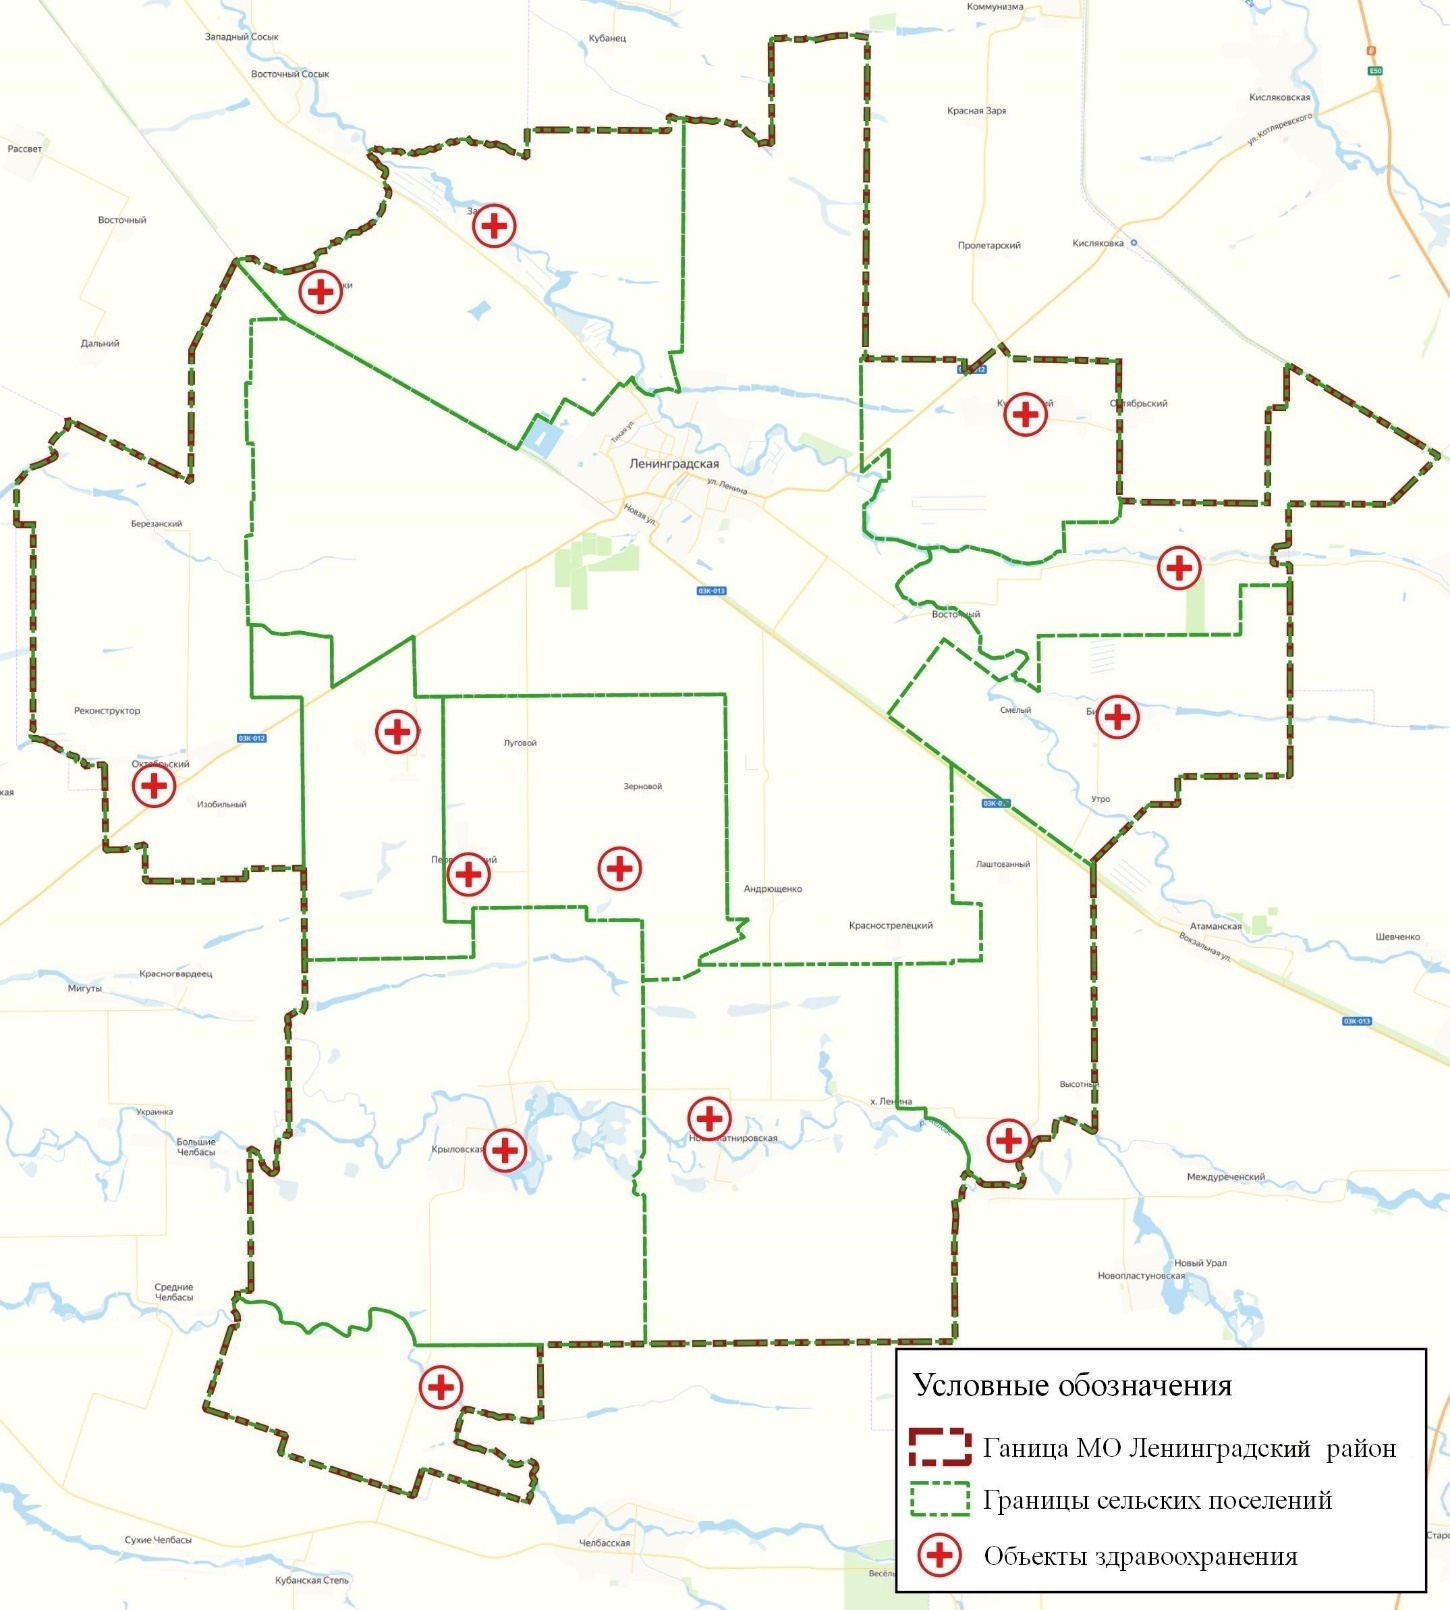 Коммунизма
Западный Сосык
Кубанец
Восточный Сосык
E50
Кисляковская
Красная Заря
ул. Котляревского
Рассвет
Восточный
Пролетарский
Кисляковка
Дальний
Октябрьский
Тихая ул.
Ленинградская
ул. Ленина
Новая ул.
Березанский
03К-013
Восточный
Реконструктор
Смелый
03К-012
Луговой
Октябрьский
Зерновой
Изобильный
Утро
Лаштованный
Андрющенко
Краснострелецкий
Атаманская
Вокзальная ул.
Шевченко
Красногвардеец
Мигуты
03К-013
Высотный
х. Ленина
Украинка
Большие
Челбасы
Крыловская
Междуреченский
Новый Урал
Новопластуновская
Средние
Челбасы
Сухие Челбасы
Челбасская
Кубанская Степь
Условные обозначения
Ганица МО Ленинградский район
Границы сельских поселений
Объекты здравоохранения